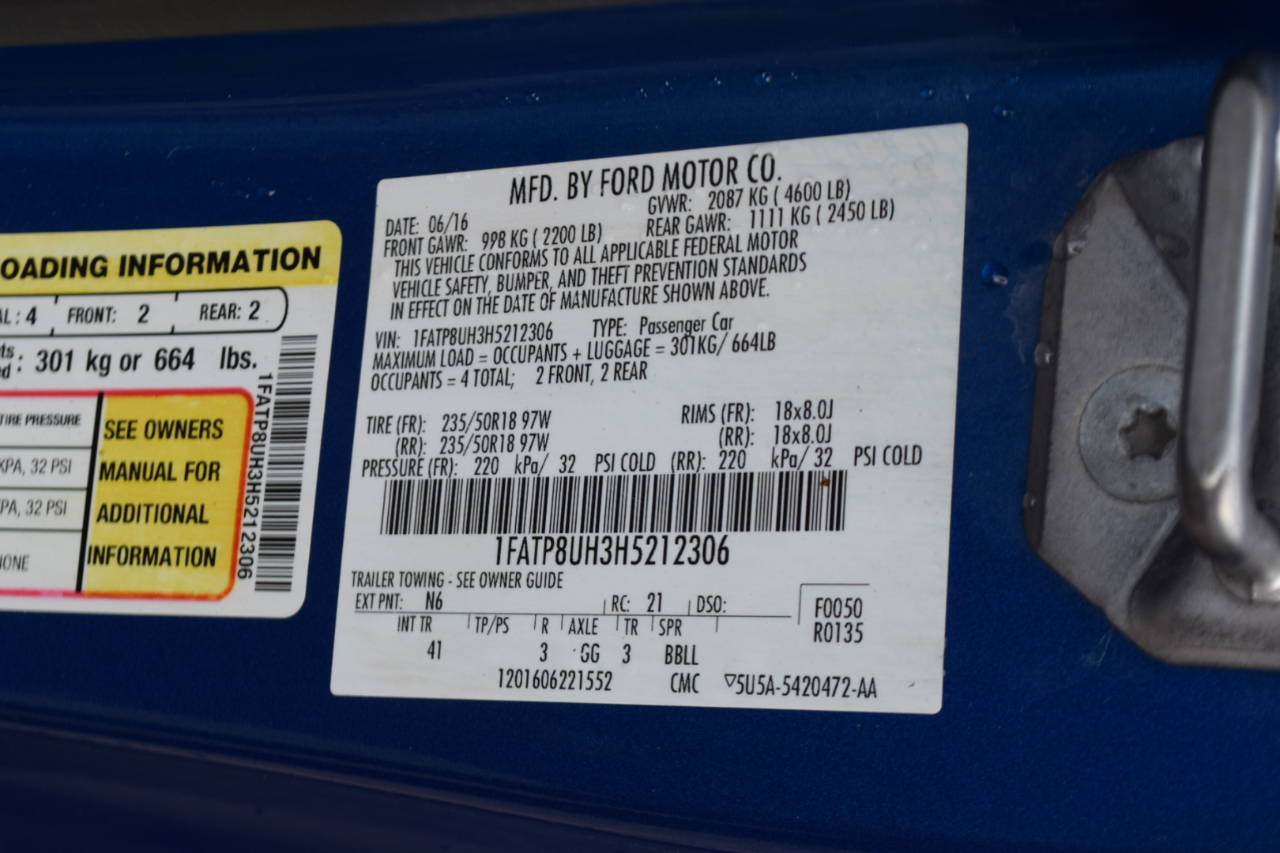 OADING INFORMATION
AL: 4 FRONT: 2 REAR: 2
: 301 kg or 664 lbs.
TIRE PRESSURE
KPA, 32 PSI
PA, 32 PSI
SEE OWNERS
MANUAL FOR
ADDITIONAL
INFORMATION
1FATP8UH3H5212306
MFD. BY FORD MOTOR CO.
DATE: 06/16 GVWR: 2087 KG ( 4600 LB)
FRONT GAWR: 998 KG ( 2200 LB) REAR GAWR: 1111 KG ( 2450 LB)
THIS VEHICLE CONFORMS TO ALL APPLICABLE FEDERAL MOTOR
VEHICLE SAFETY, BUMPER, AND THEFT PREVENTION STANDARDS
IN EFFECT ON THE DATE OF MANUFACTURE SHOWN ABOVE.
VIN: 1FATP8UH3H5212306 TYPE: Passenger Car
MAXIMUM LOAD = OCCUPANTS + LUGGAGE = 301KG/ 664LB
OCCUPANTS = 4 TOTAL; 2 FRONT, 2 REAR
TIRE (FR): 235/50R18 97W RIMS (FR): 18x8.0J
(RR): 235/50R18 97W (RR): 18x8.0J
PRESSURE (FR): 220 kPa/ 32 PSI COLD (RR): 220 kPa/ 32 PSI COLD
1FATP8UH3H5212306
TRAILER TOWING - SEE OWNER GUIDE
EXT PNT: N6 RC: 21 DSO: F0050
INT TR TP/PS R AXLE TR SPR R0135
41 3 GG 3 BBLL
1201606221552 CMC ▽5U5A-5420472-AA